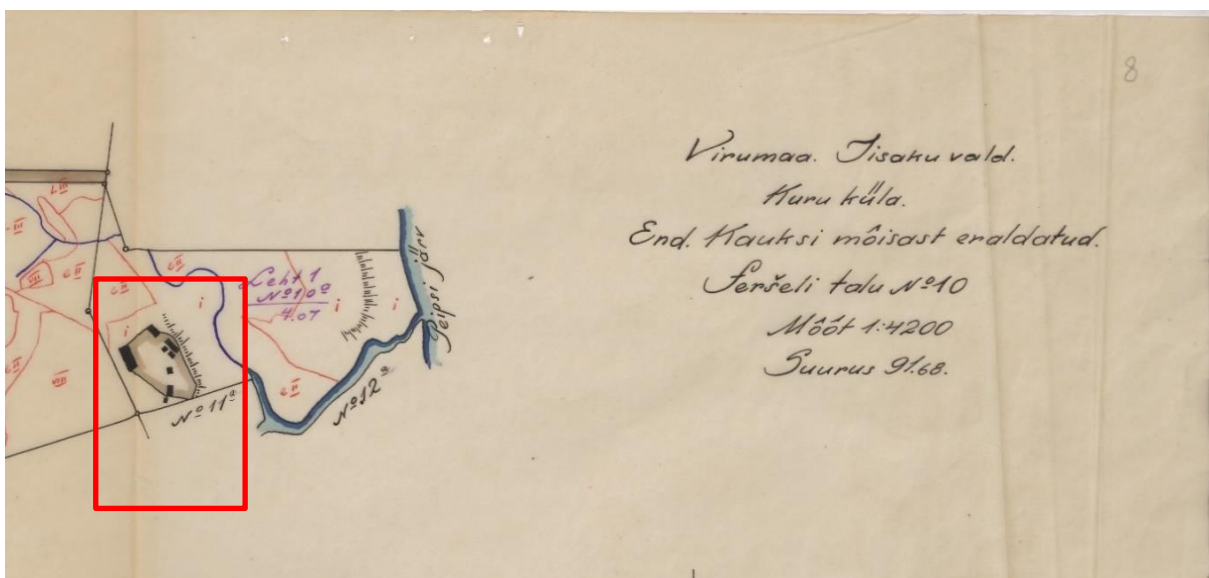 8
Virumaa. Iisaku vald.
Kuru küla.
End. Kauksi mõisast eraldatud.
Feršeli talu №10
Mõõt 1:4200
Suurus 91.68.
Leht 1
№10ª
4.07
Peipsi järv
№11ª
№12ª
i
i
i
i